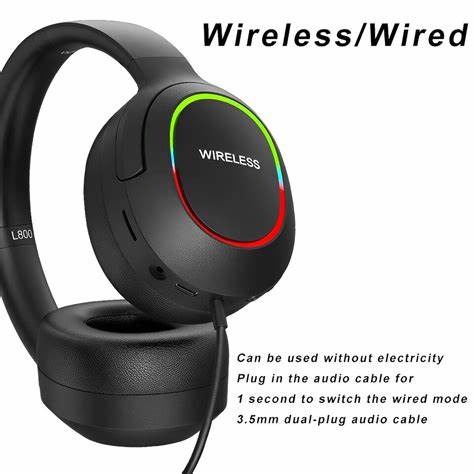 Wireless/Wired
WIRELESS
L800
Can be used without electricity
Plug in the audio cable for
1 second to switch the wired mode
3.5mm dual-plug audio cable